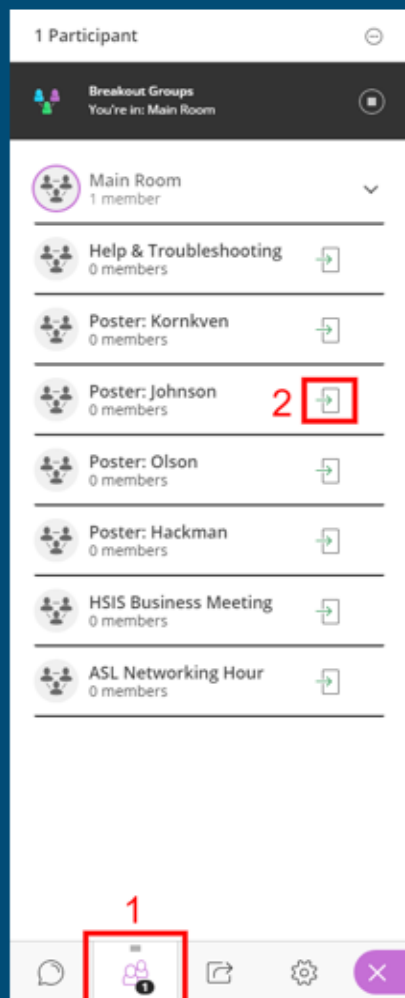 1 Participant
Breakout Groups
You're in: Main Room
Main Room
1 member
Help & Troubleshooting
0 members
Poster: Kornkven
0 members
Poster: Johnson
0 members
2
Poster: Olson
0 members
Poster: Hackman
0 members
HSIS Business Meeting
0 members
ASL Networking Hour
0 members
1
1